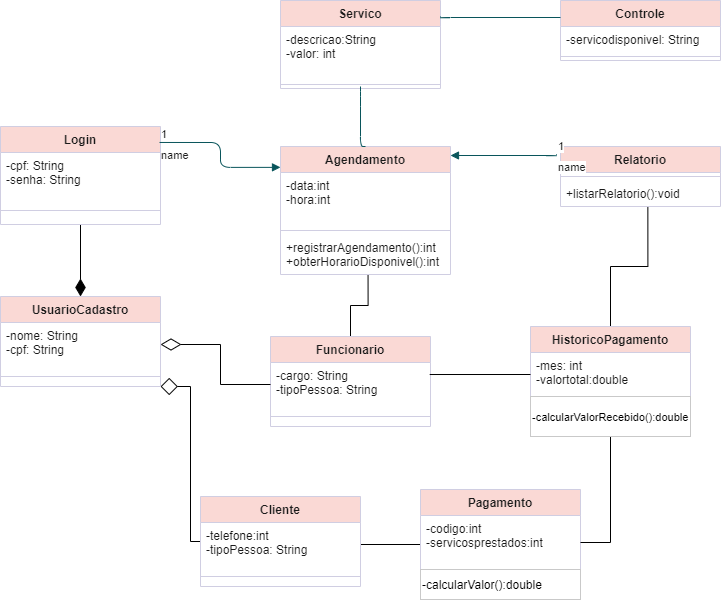 Servico
-descricao:String
-valor: int
Controle
-servicodisponivel: String
Login
-cpf: String
-senha: String
1
name
Agendamento
-data:int
-hora:int
+registrarAgendamento():int
+obterHorarioDisponivel():int
1
name
Relatorio
+listarRelatorio():void
UsuarioCadastro
-nome: String
-cpf: String
Funcionario
-cargo: String
-tipoPessoa: String
HistoricoPagamento
-mes: int
-valortotal:double
-calcularValorRecebido():double
Cliente
-telefone:int
-tipoPessoa: String
Pagamento
-codigo:int
-servicosprestados:int
-calcularValor():double